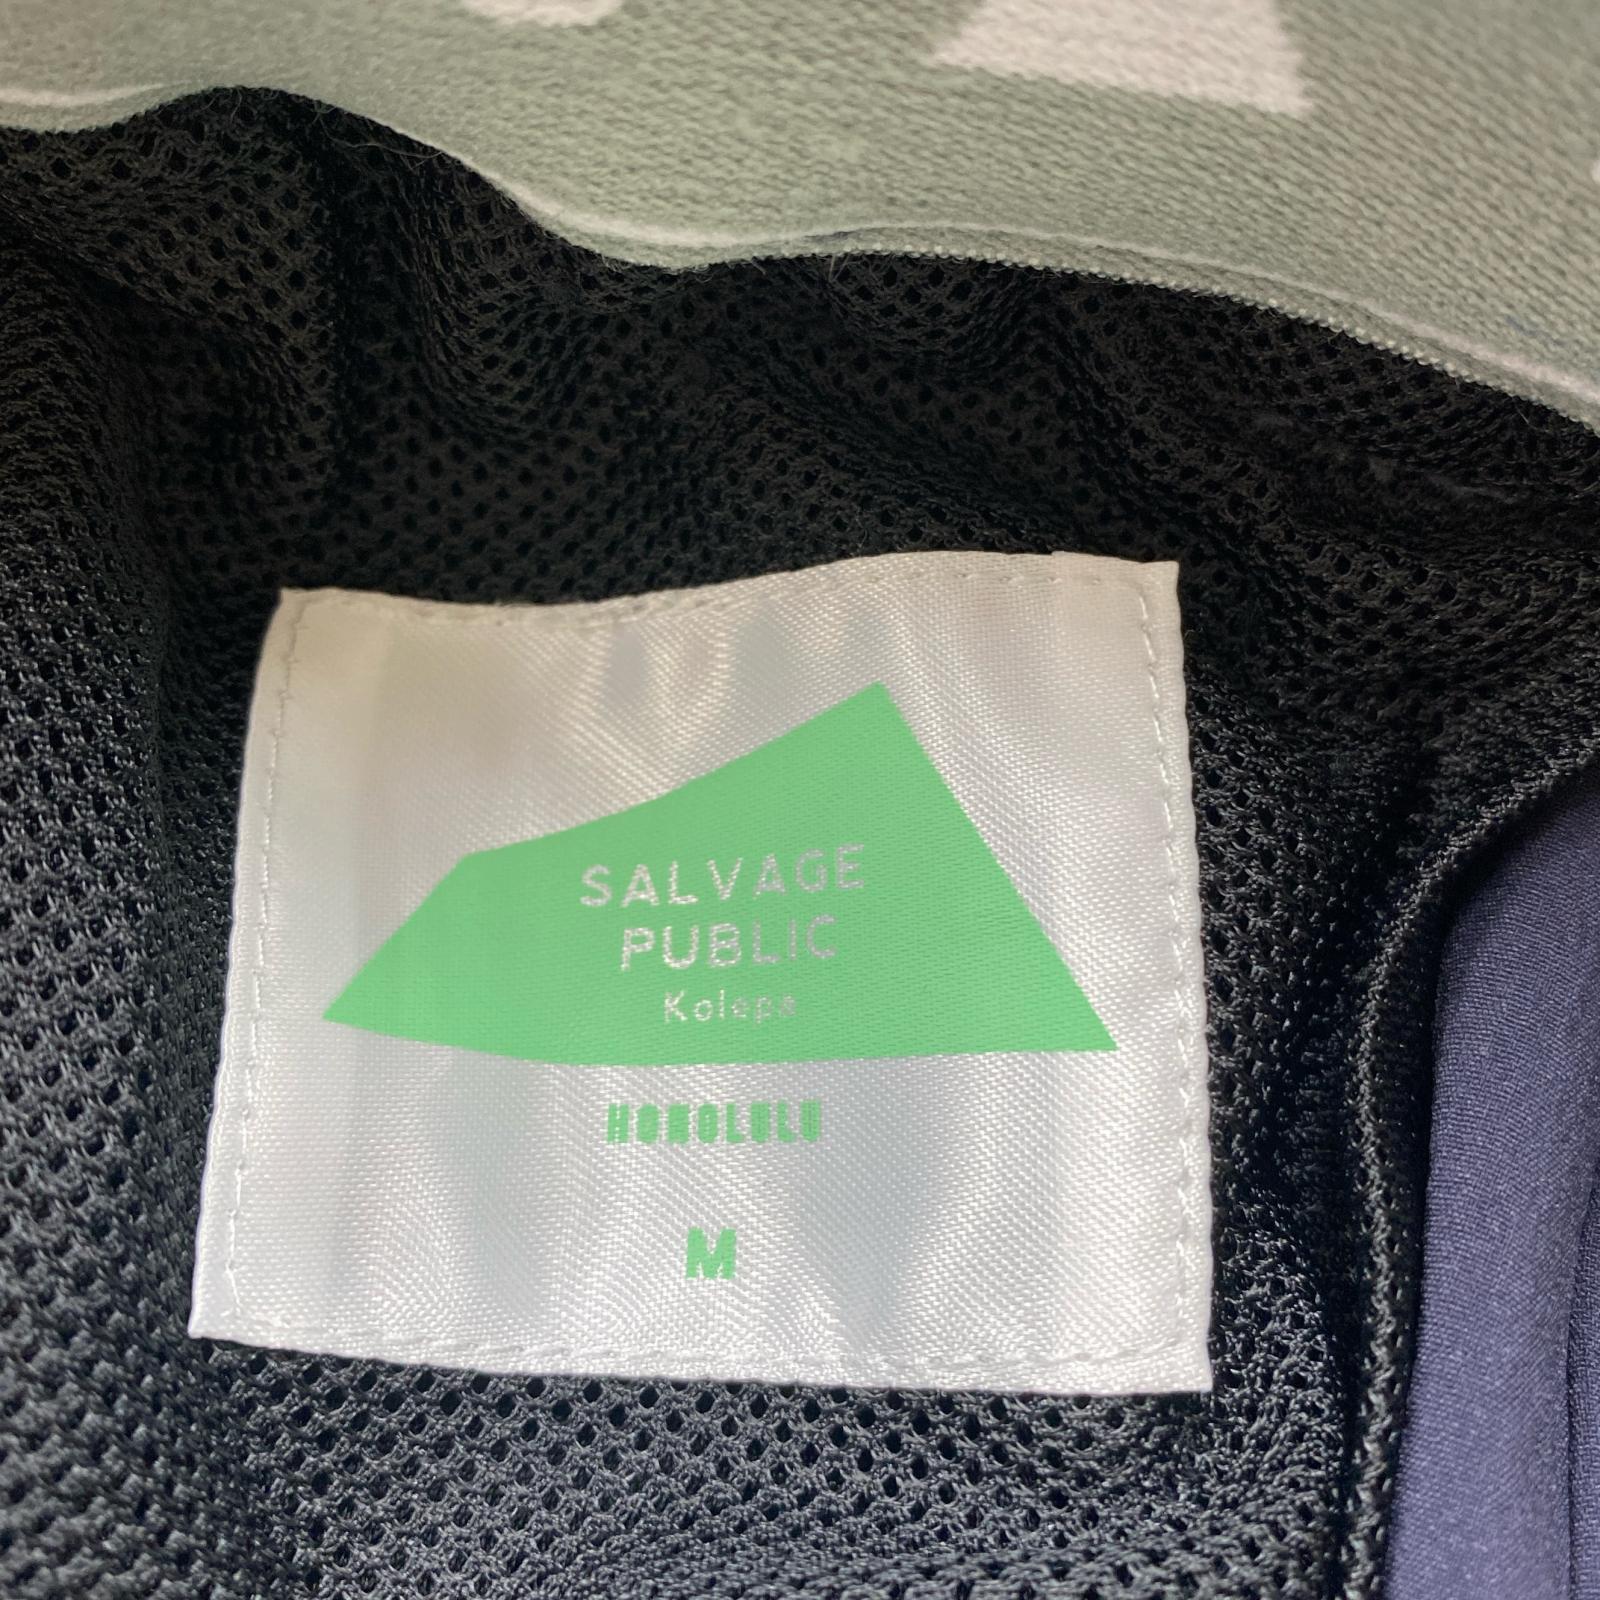 SALVAGE
PUBLIC
Kolepa
HONOLULU
M